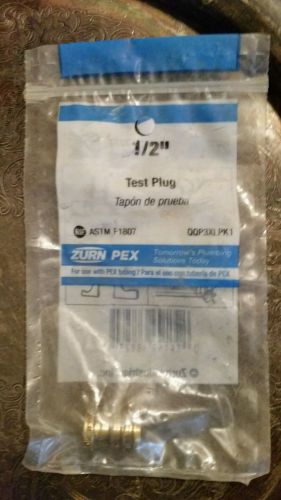 1/2"
Test Plug
Tapón de prueba
NSF ASTM F1807 QQP3XLPK1
ZURN PEX Tomorrow's Plumbing
Solutions Today
For use with PEX tubing / Para el uso con tubería de PEX